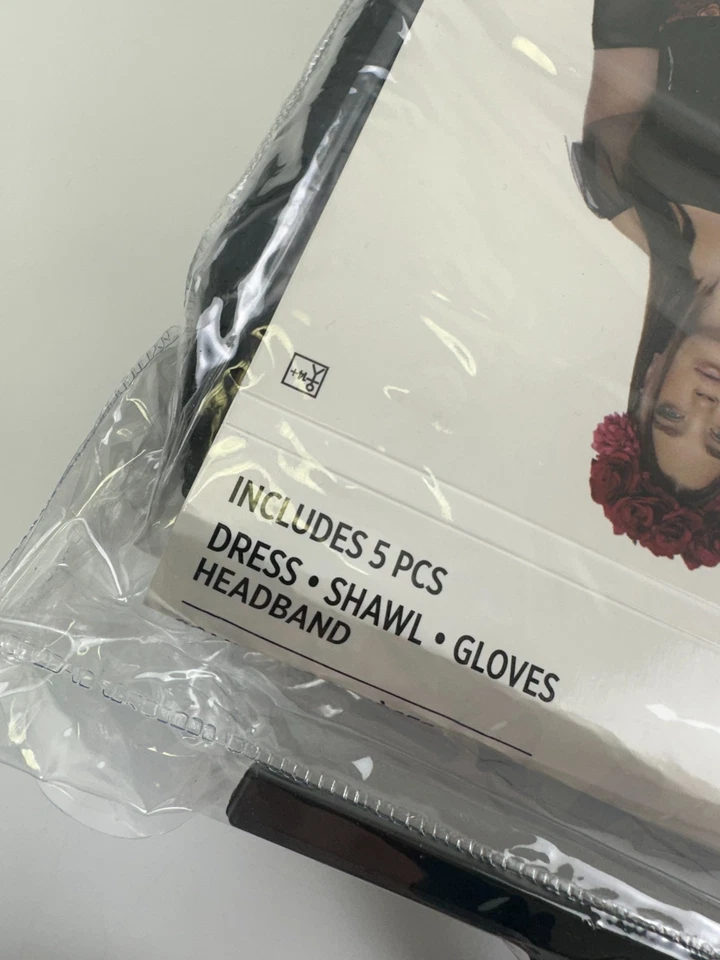 INCLUDES 5 PCS
DRESS • SHAWL • GLOVES
HEADBAND